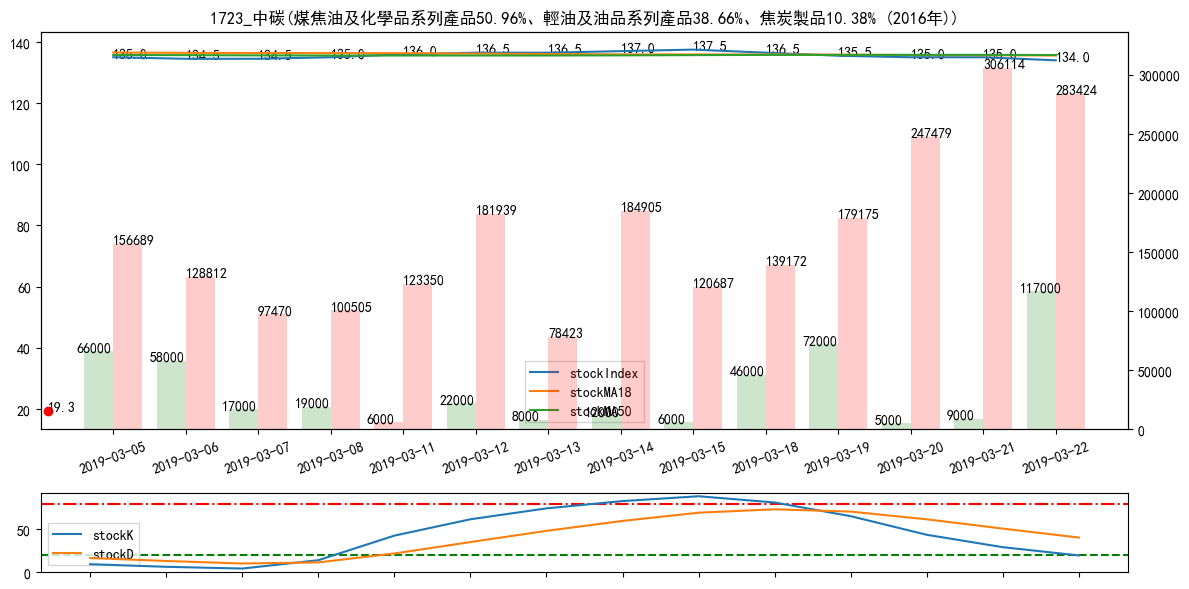 1723_中碳(煤焦油及化學品系列產品50.96%、輕油及油品系列產品38.66%、焦炭製品10.38% (2016年))
140
120
100
80
60
40
20
300000
250000
200000
150000
100000
50000
0
135.0 134.5 134.5 135.0 136.0 136.5 136.5 137.0 137.5 136.5 135.5 135.0 135.0 134.0
156689 128812 97470 100505 123350 181939 78423 184905 120687 139172 179175 247479 306114 283424
66000 58000 17000 19000 6000 22000 8000 12000 6000 46000 72000 5000 9000 117000
19.3
stockIndex
stockMA18
stockMA50
2019-03-05 2019-03-06 2019-03-07 2019-03-08 2019-03-11 2019-03-12 2019-03-13 2019-03-14 2019-03-15 2019-03-18 2019-03-19 2019-03-20 2019-03-21 2019-03-22
50
0
stockK
stockD